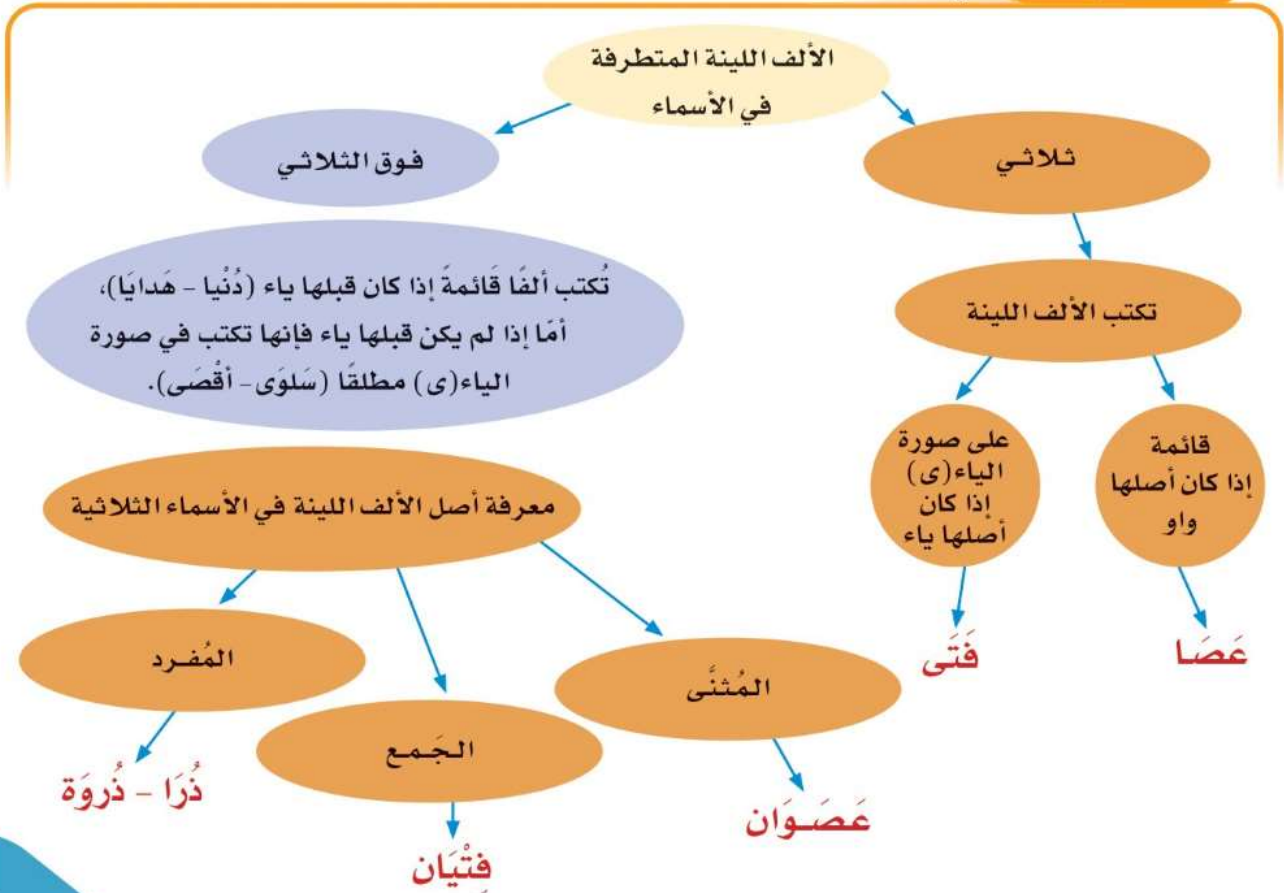 الألف اللينة المتطرفة
في الأسماء
ثلاثي
فوق الثلاثي
تُكتب ألفًا قَائمةً إذا كان قبلها ياء (دُنْيا – هَدايَا)،
أمّا إذا لم يكن قبلها ياء فإنها تكتب في صورة
الياء(ى) مطلقًا (سَلوَى– أقْصَى).
تكتب الألف اللينة
قائمة
إذا كان أصلها
واو
على صورة
الياء(ى)
إذا كان
أصلها ياء
عَصَا
فَتَى
معرفة أصل الألف اللينة في الأسماء الثلاثية
المُثنَّى
الجَمع
المُفرد
عَصَوَان
فِتْيَان
ذُرَا – ذُروَة